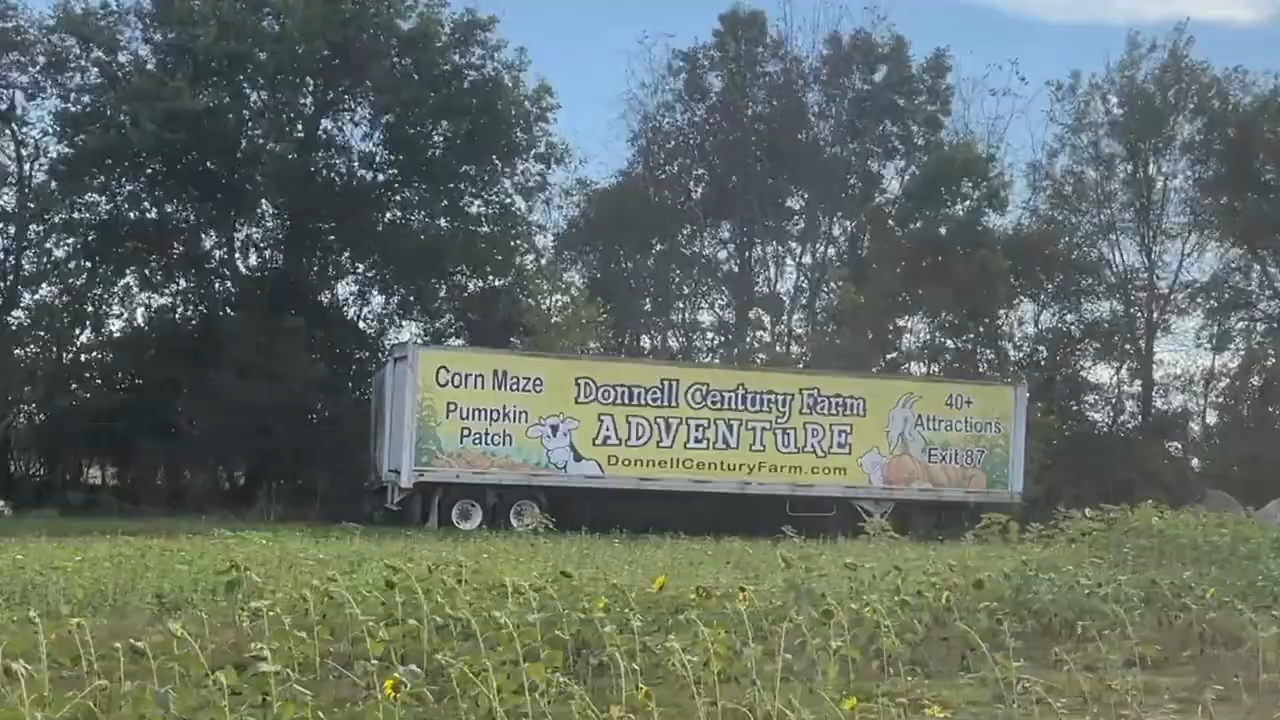 Corn Maze
Pumpkin
Patch
Donnell Century Farm
ADVENTURE
DonnellCenturyFarm.com
40+
Attractions
Exit 87